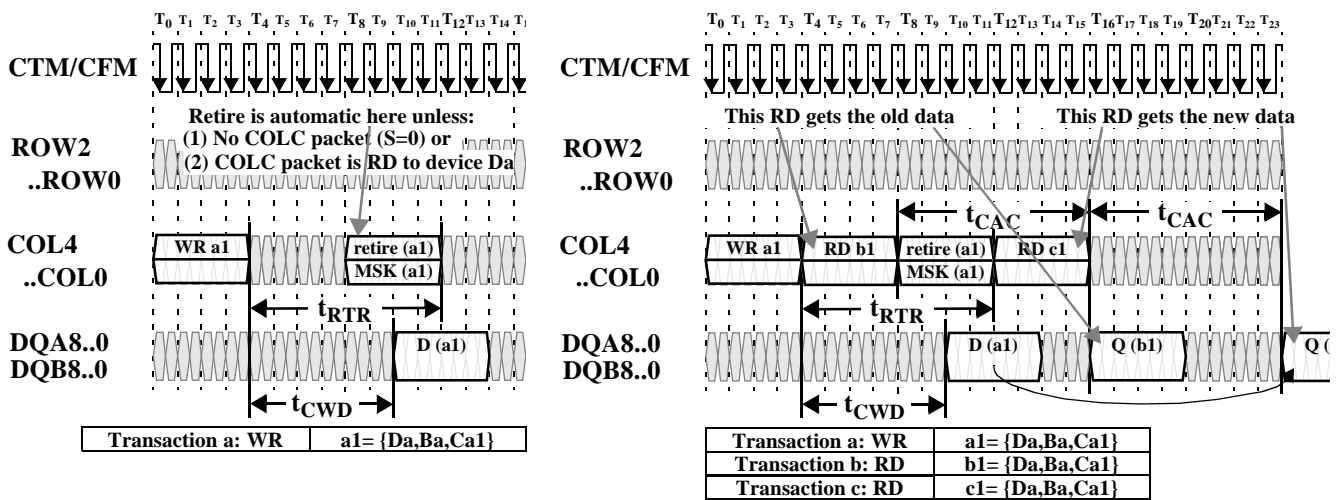 T0 T1 T2 T3 T4 T5 T6 T7 T8 T9 T10 T11 T12 T13 T14 T1
CTM/CFM
Retire is automatic here unless:
(1) No COLC packet (S=0) or
(2) COLC packet is RD to device Da
ROW2
..ROW0
COL4
..COL0
WR a1
retire (a1)
MSK (a1)
tRTR
DQA8..0
DQB8..0
D (a1)
tCWD
Transaction a: WR a1= {Da,Ba,Ca1}
T0 T1 T2 T3 T4 T5 T6 T7 T8 T9 T10 T11 T12 T13 T14 T15 T16 T17 T18 T19 T20 T21 T22 T23
CTM/CFM
This RD gets the old data
This RD gets the new data
ROW2
..ROW0
tCAC
tCAC
COL4
..COL0
WR a1
RD b1
retire (a1)
MSK (a1)
RD c1
tRTR
DQA8..0
DQB8..0
D (a1)
Q (b1)
Q (
tCWD
Transaction a: WR a1= {Da,Ba,Ca1}
Transaction b: RD b1= {Da,Ba,Ca1}
Transaction c: RD c1= {Da,Ba,Ca1}